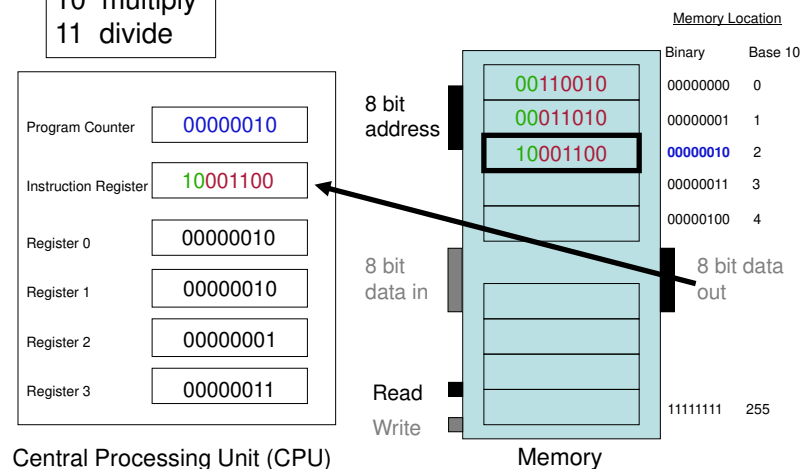 10 multiply
11 divide
Memory Location
Binary Base 10
00110010 00000000 0
8 bit
address
00011010 00000001 1
Program Counter 00000010
10001100 00000010 2
Instruction Register 10001100
00000011 3
00000100 4
Register 0 00000010
8 bit
data in
8 bit data
out
Register 1 00000010
Register 2 00000001
Register 3 00000011
Read
Write
11111111 255
Central Processing Unit (CPU)
Memory